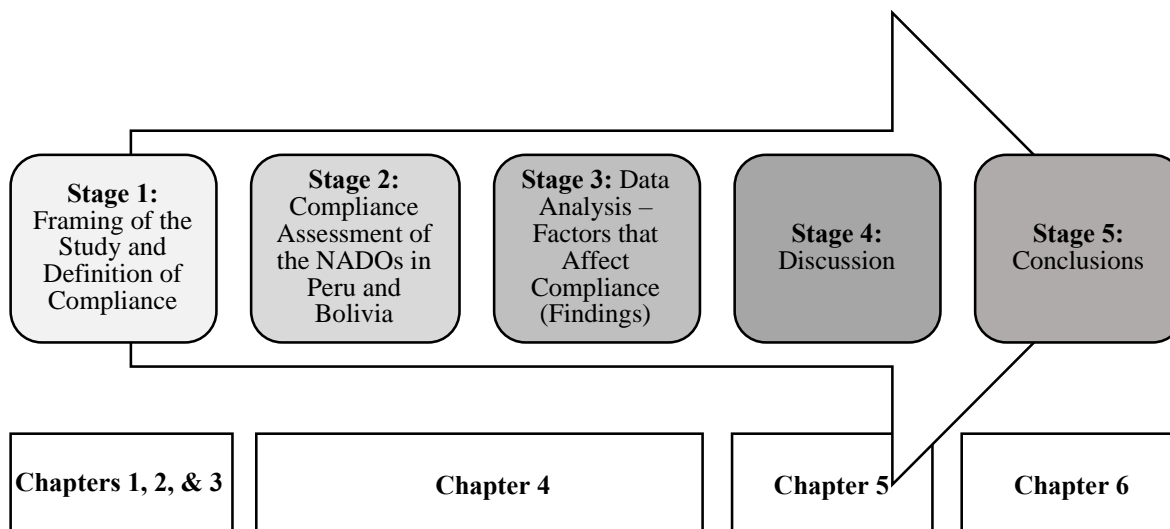 Stage 1:
Framing of the
Study and
Definition of
Compliance
Stage 2:
Compliance
Assessment of
the NADOs in
Peru and
Bolivia
Stage 3: Data
Analysis –
Factors that
Affect
Compliance
(Findings)
Stage 4:
Discussion
Stage 5:
Conclusions
Chapters 1, 2, & 3
Chapter 4
Chapter 5
Chapter 6